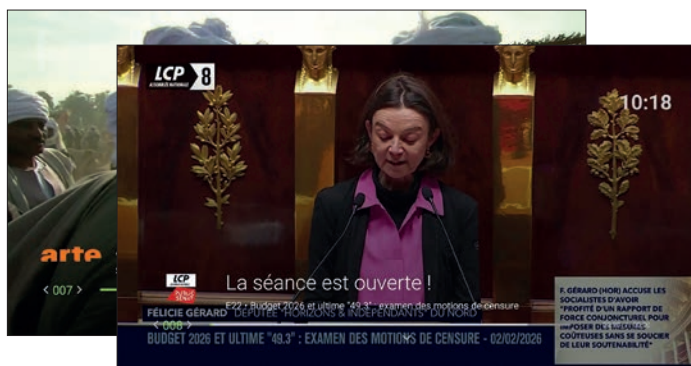 LCP 8
ASSEMBLÉE NATIONALE
10:18
arte
< 007 >
LCP
La séance est ouverte !
E22 • Budget 2026 et ultime "49.3" : examen des motions de censure
FÉLICIE GÉRARD DÉPUTÉE "HORIZONS & INDÉPENDANTS" DU NORD
< 008 >
BUDGET 2026 ET ULTIME "49.3" : EXAMEN DES MOTIONS DE CENSURE - 02/02/2026
F. GÉRARD (HOR) ACCUSE LES
SOCIALISTES D'AVOIR
"PROFITÉ D'UN RAPPORT DE
FORCE CONJONCTUREL POUR
IMPOSER DES MESURES
COÛTEUSES SANS SE SOUCIER
DE LEUR SOUTENABILITÉ"